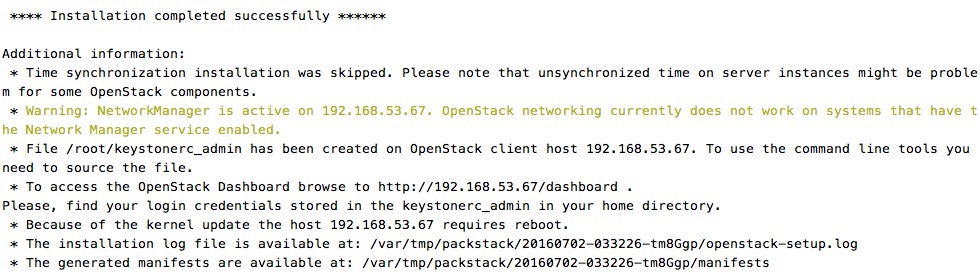 **** Installation completed successfully ******
Additional information:
* Time synchronization installation was skipped. Please note that unsynchronized time on server instances might be proble
m for some OpenStack components.
* Warning: NetworkManager is active on 192.168.53.67. OpenStack networking currently does not work on systems that have t
he Network Manager service enabled.
* File /root/keystonerc_admin has been created on OpenStack client host 192.168.53.67. To use the command line tools you
need to source the file.
* To access the OpenStack Dashboard browse to http://192.168.53.67/dashboard .
Please, find your login credentials stored in the keystonerc_admin in your home directory.
* Because of the kernel update the host 192.168.53.67 requires reboot.
* The installation log file is available at: /var/tmp/packstack/20160702-033226-tm8Ggp/openstack-setup.log
* The generated manifests are available at: /var/tmp/packstack/20160702-033226-tm8Ggp/manifests